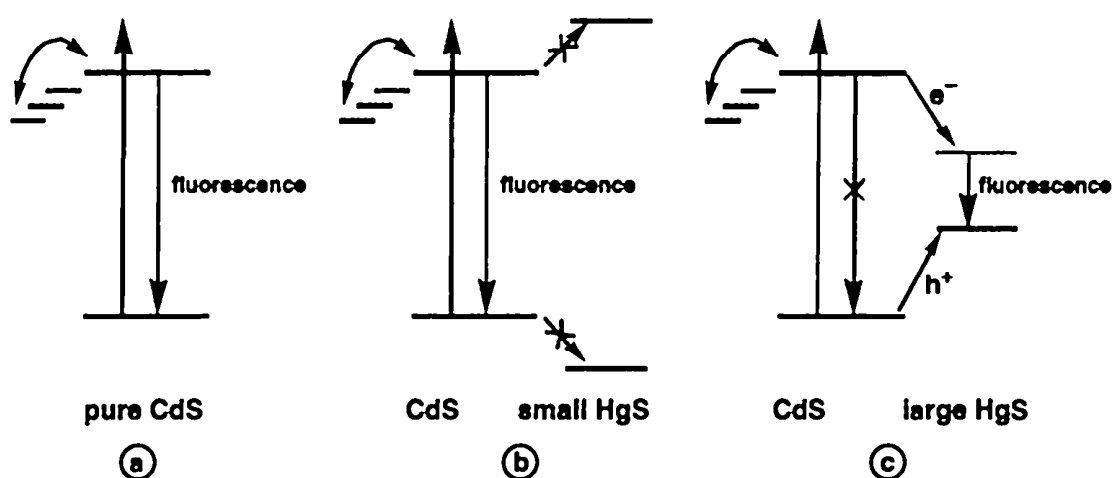 e⁻
fluorescence
fluorescence
fluorescence
h⁺
pure CdS
CdS
small HgS
CdS
large HgS
a
b
c